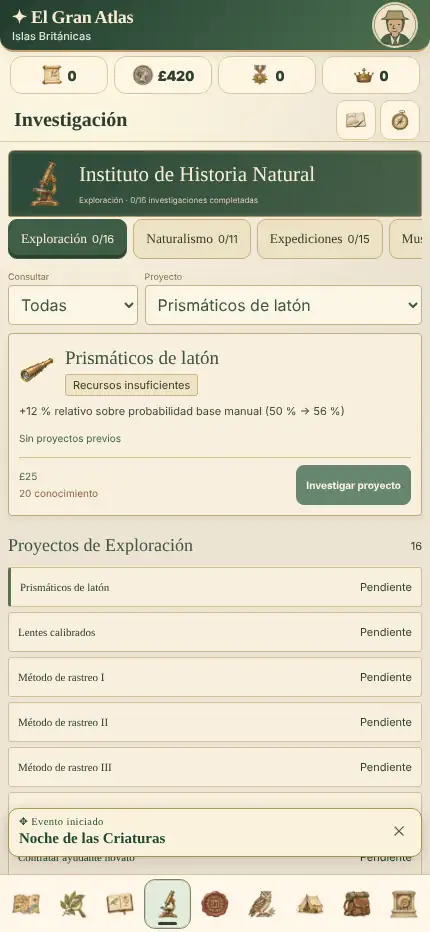 ✦ El Gran Atlas
Islas Británicas
0
£420
0
0
Investigación
Instituto de Historia Natural
Exploración · 0/16 investigaciones completadas
Exploración 0/16
Naturalismo 0/11
Expediciones 0/15
Mus
Consultar
Proyecto
Todas
Prismáticos de latón
Prismáticos de latón
Recursos insuficientes
+12 % relativo sobre probabilidad base manual (50 % → 56 %)
Sin proyectos previos
£25
20 conocimiento
Investigar proyecto
Proyectos de Exploración
16
Prismáticos de latón
Pendiente
Lentes calibrados
Pendiente
Método de rastreo I
Pendiente
Método de rastreo II
Pendiente
Método de rastreo III
Pendiente
✥ Evento iniciado
Noche de las Criaturas
Contratar ayudante novato
Pendiente